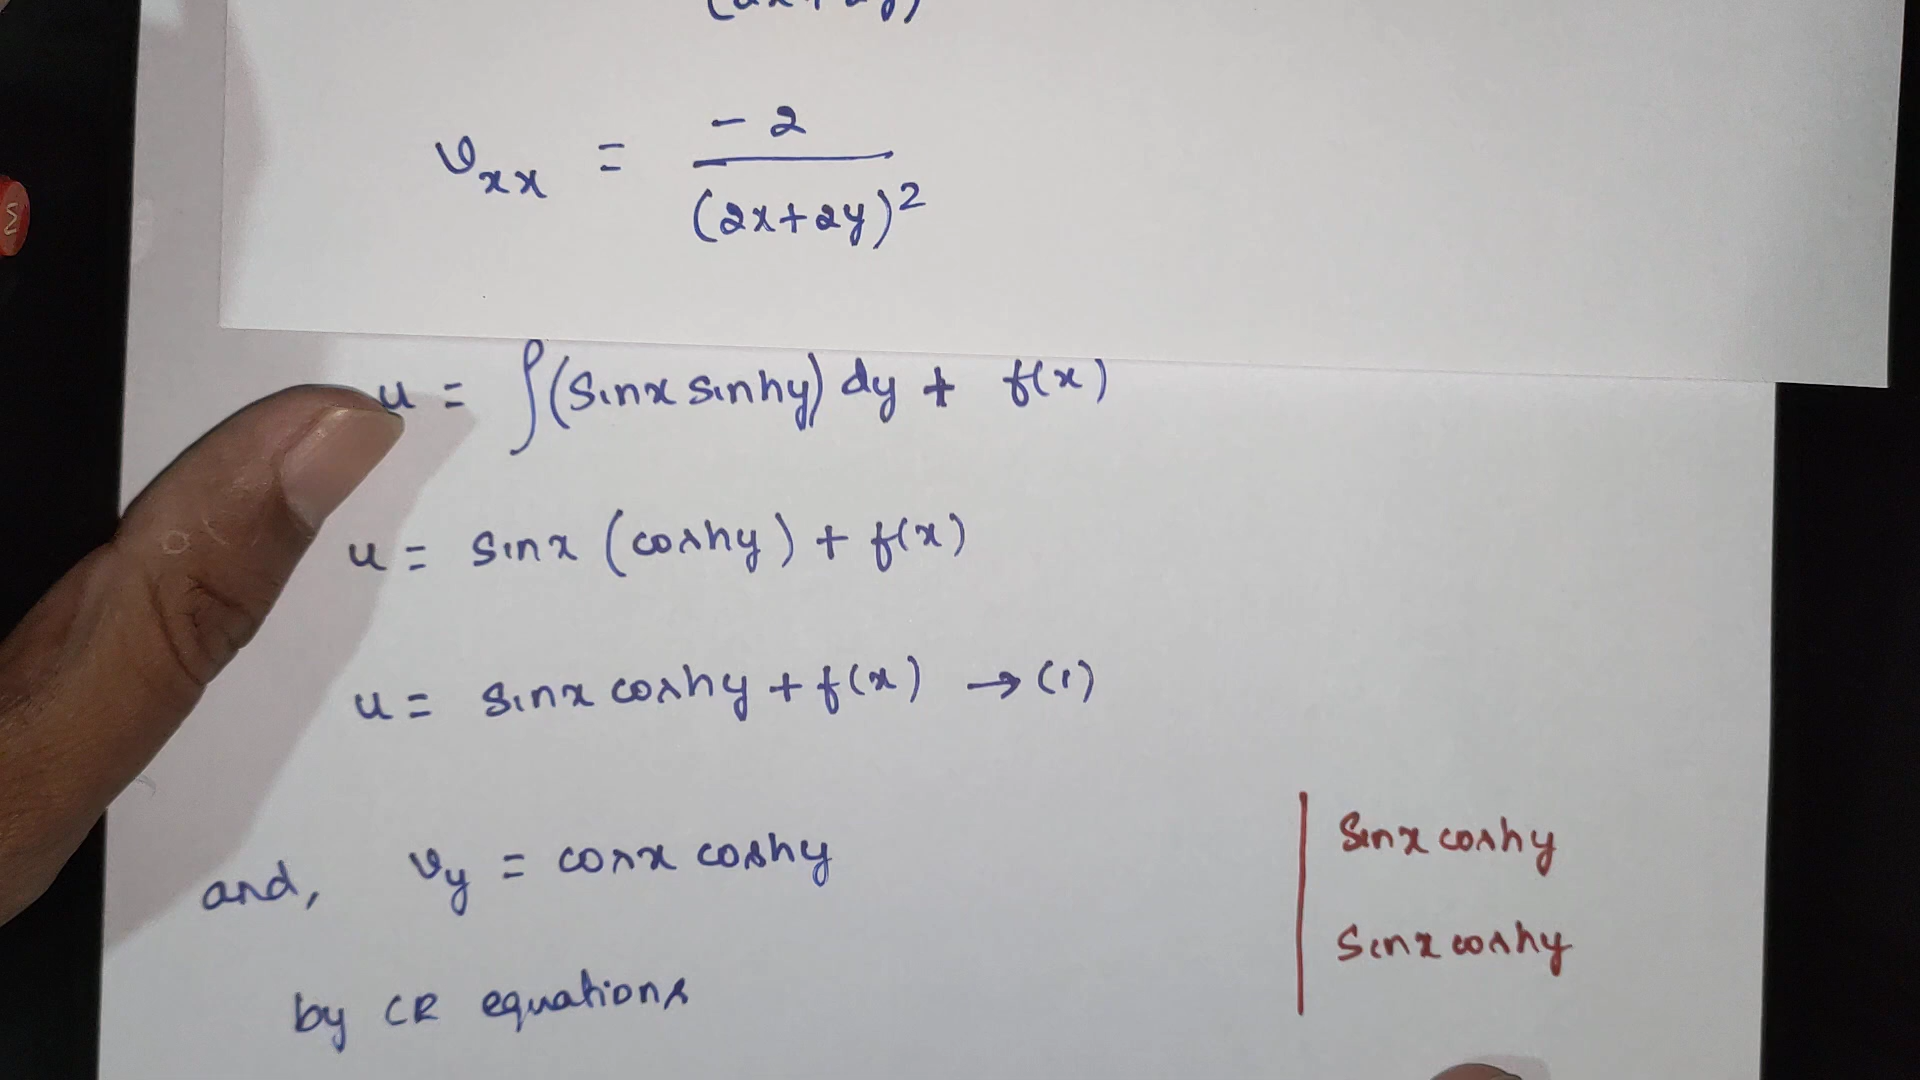 v_xx = -2 / (2x+2y)^2
u = ∫(sinx sinhy) dy + f(x)
u = sinx (coshy) + f(x)
u = sinx coshy + f(x) → (1)
and, v_y = cosx coshy
by CR equations
sinx coshy
sinx coshy